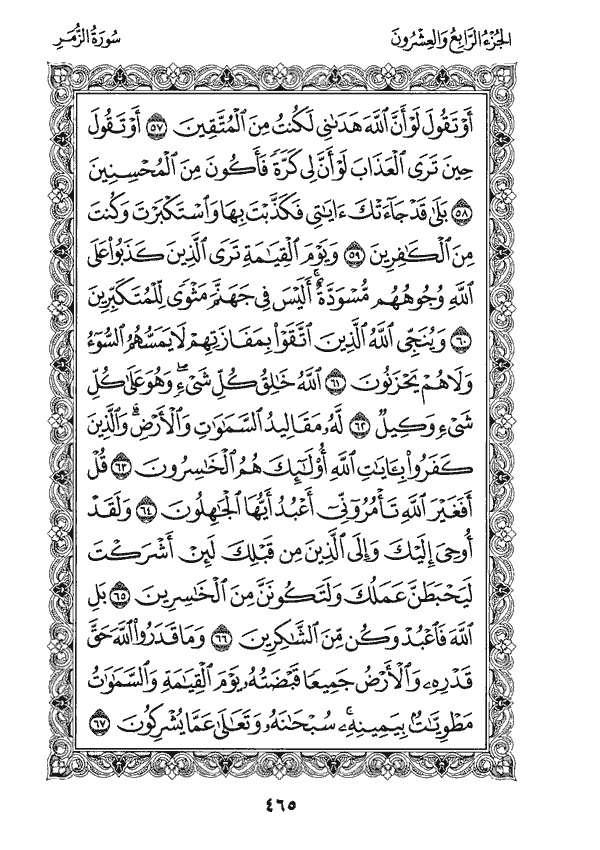 الجزء الرابع والعشرون
سورة الزمر
أَوْ تَقُولَ لَوْ أَنَّ ٱللَّهَ هَدَىٰنِى لَكُنتُ مِنَ ٱلْمُتَّقِينَ ٥٧ أَوْ تَقُولَ
حِينَ تَرَى ٱلْعَذَابَ لَوْ أَنَّ لِى كَرَّةً فَأَكُونَ مِنَ ٱلْمُحْسِنِينَ
٥٨ بَلَىٰ قَدْ جَآءَتْكَ ءَايَٰتِى فَكَذَّبْتَ بِهَا وَٱسْتَكْبَرْتَ وَكُنتَ
مِنَ ٱلْكَٰفِرِينَ ٥٩ وَيَوْمَ ٱلْقِيَٰمَةِ تَرَى ٱلَّذِينَ كَذَبُوا۟ عَلَى
ٱللَّهِ وُجُوهُهُم مُّسْوَدَّةٌ ۚ أَلَيْسَ فِى جَهَنَّمَ مَثْوًى لِّلْمُتَكَبِّرِينَ
٦٠ وَيُنَجِّى ٱللَّهُ ٱلَّذِينَ ٱتَّقَوْا۟ بِمَفَازَتِهِمْ لَا يَمَسُّهُمُ ٱلسُّوٓءُ
وَلَا هُمْ يَحْزَنُونَ ٦١ ٱللَّهُ خَٰلِقُ كُلِّ شَىْءٍ ۖ وَهُوَ عَلَىٰ كُلِّ
شَىْءٍ وَكِيلٌ ٦٢ لَّهُۥ مَقَالِيدُ ٱلسَّمَٰوَٰتِ وَٱلْأَرْضِ ۗ وَٱلَّذِينَ
كَفَرُوا۟ بِـَٔايَٰتِ ٱللَّهِ أُو۟لَٰٓئِكَ هُمُ ٱلْخَٰسِرُونَ ٦٣ قُلْ
أَفَغَيْرَ ٱللَّهِ تَأْمُرُوٓنِّىٓ أَعْبُدُ أَيُّهَا ٱلْجَٰهِلُونَ ٦٤ وَلَقَدْ
أُوحِىَ إِلَيْكَ وَإِلَى ٱلَّذِينَ مِن قَبْلِكَ لَئِنْ أَشْرَكْتَ
لَيَحْبَطَنَّ عَمَلُكَ وَلَتَكُونَنَّ مِنَ ٱلْخَٰسِرِينَ ٦٥ بَلِ
ٱللَّهَ فَٱعْبُدْ وَكُن مِّنَ ٱلشَّٰكِرِينَ ٦٦ وَمَا قَدَرُوا۟ ٱللَّهَ حَقَّ
قَدْرِهِۦ وَٱلْأَرْضُ جَمِيعًا قَبْضَتُهُۥ يَوْمَ ٱلْقِيَٰمَةِ وَٱلسَّمَٰوَٰتُ
مَطْوِيَّٰتٌۢ بِيَمِينِهِۦ ۚ سُبْحَٰنَهُۥ وَتَعَٰلَىٰ عَمَّا يُشْرِكُونَ ٦٧
٤٦٥